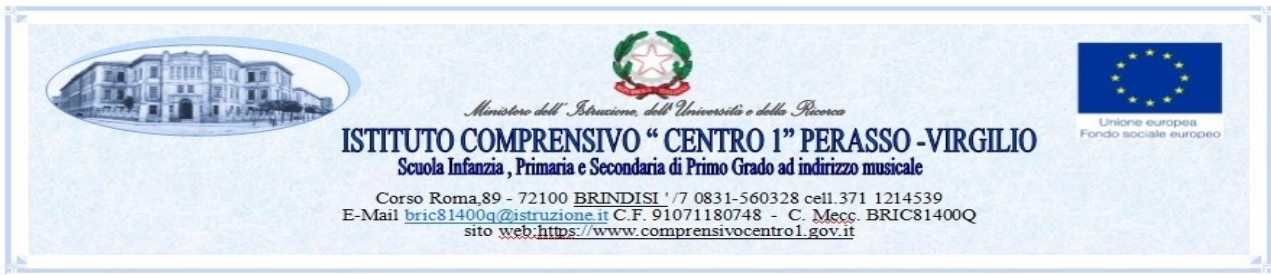 Ministero dell' Istruzione, dell' Università e della Ricerca
ISTITUTO COMPRENSIVO “ CENTRO 1” PERASSO -VIRGILIO
Scuola Infanzia , Primaria e Secondaria di Primo Grado ad indirizzo musicale
Corso Roma,89 - 72100 BRINDISI '/7 0831-560328 cell.371 1214539
E-Mail bric81400q@istruzione.it C.F. 91071180748 - C. Mecc. BRIC81400Q
sito web:https://www.comprensivocentro1.gov.it
Unione europea
Fondo sociale europeo